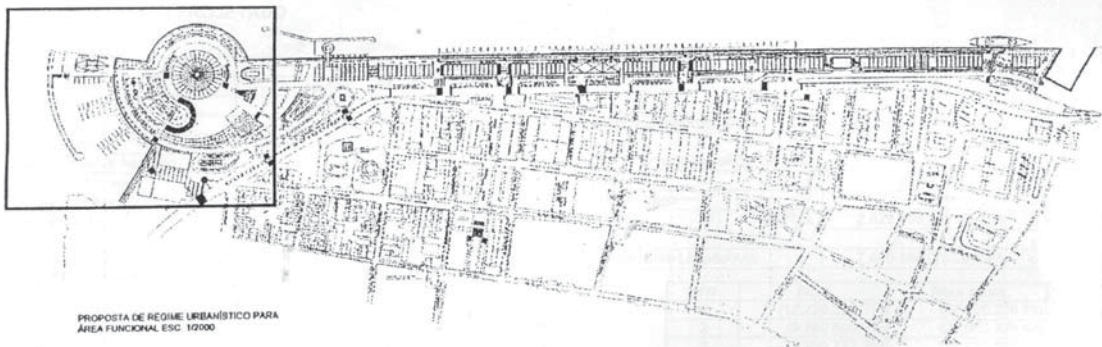 PROPOSTA DE REGIME URBANÍSTICO PARA
ÁREA FUNCIONAL ESC. 1/2000